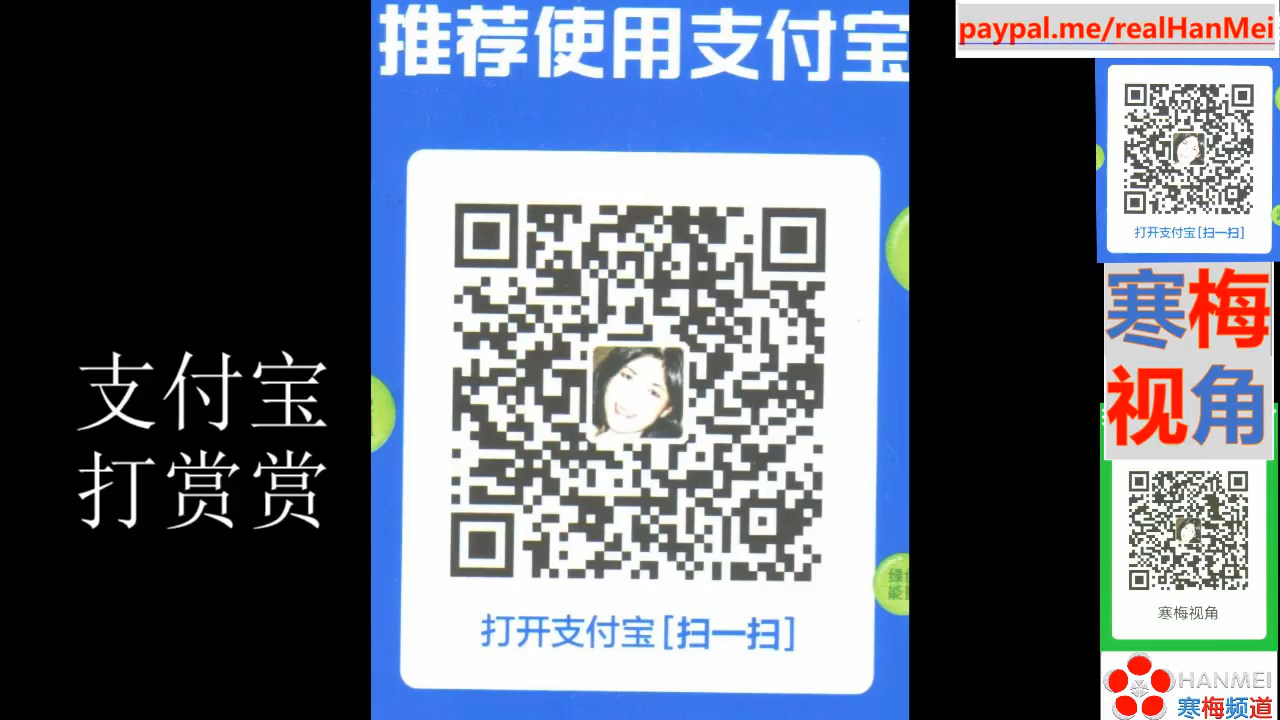 推荐使用支付宝
支付宝
打赏赏
打开支付宝[扫一扫]
paypal.me/realHanMei
打开支付宝[扫一扫]
寒梅
视角
寒梅视角
HANMEI
寒梅频道